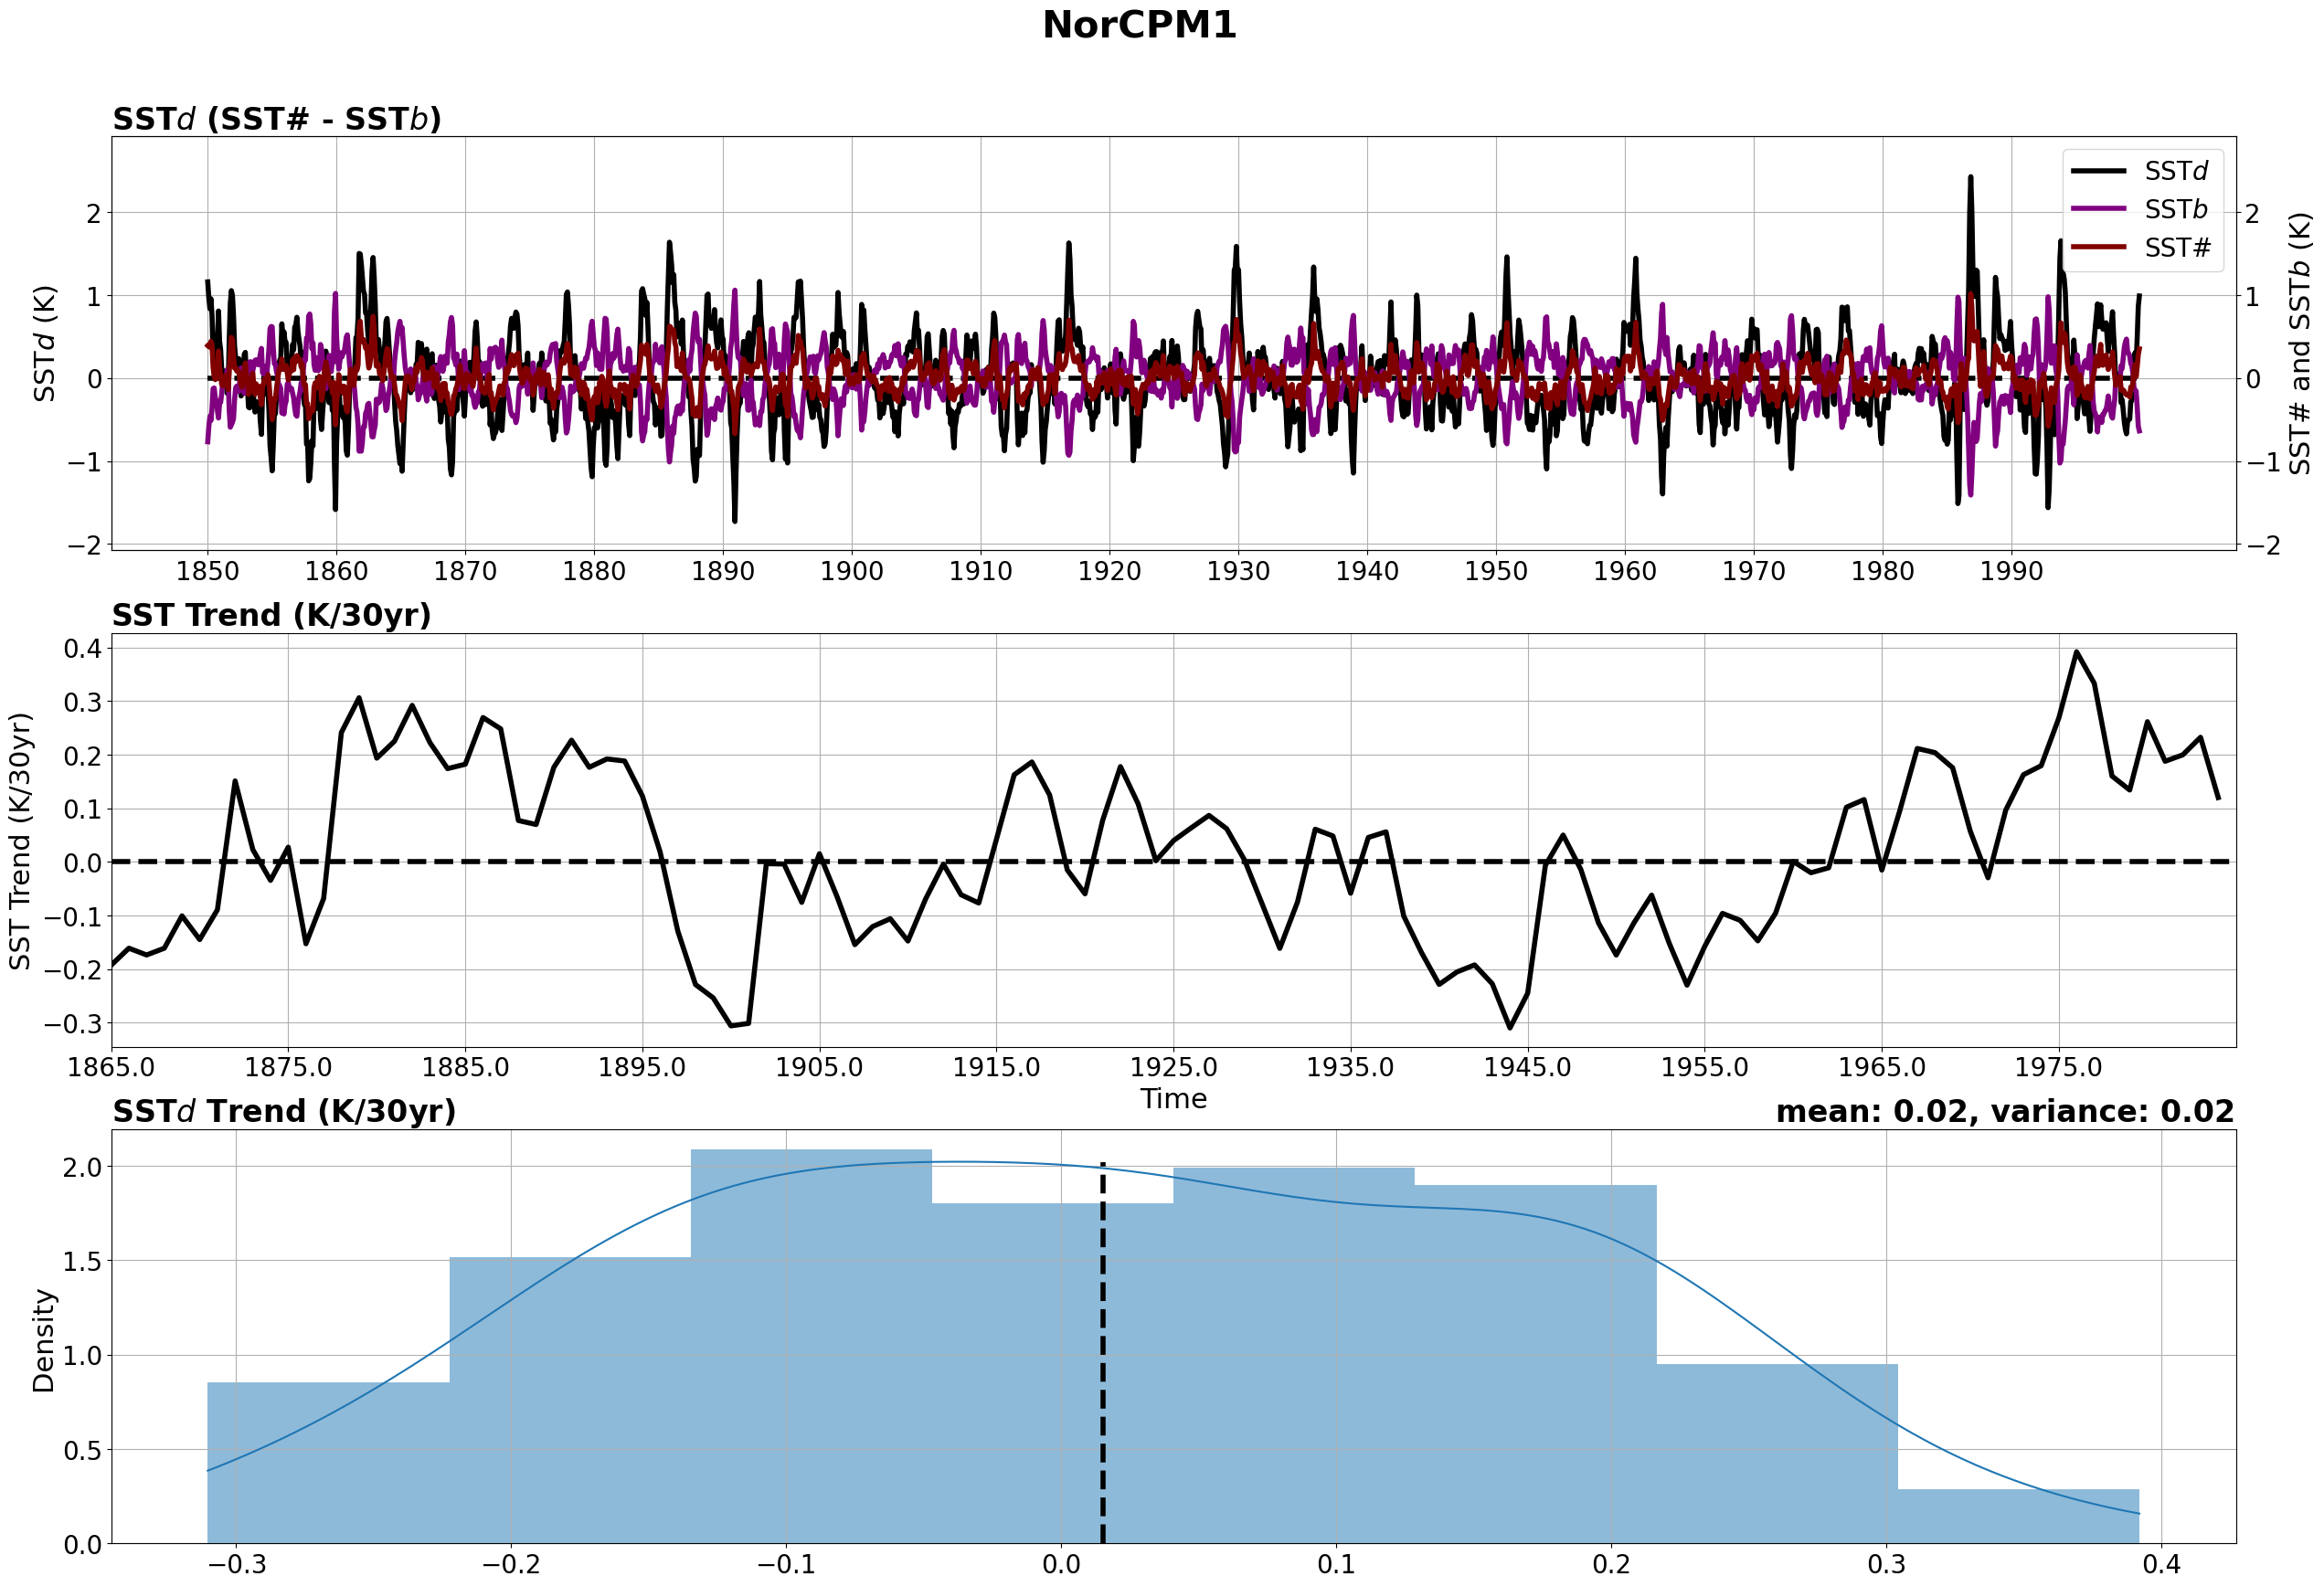 NorCPM1
SSTd (SST# - SSTb)
SSTd (K)
2
1
0
−1
−2
SSTd
SSTb
SST#
2
1
0
−1
−2
SST# and SSTb (K)
1850 1860 1870 1880 1890 1900 1910 1920 1930 1940 1950 1960 1970 1980 1990
SST Trend (K/30yr)
SST Trend (K/30yr)
0.4
0.3
0.2
0.1
0.0
−0.1
−0.2
−0.3
1865.0 1875.0 1885.0 1895.0 1905.0 1915.0 1925.0 1935.0 1945.0 1955.0 1965.0 1975.0
Time
SSTd Trend (K/30yr) mean: 0.02, variance: 0.02
Density
2.0
1.5
1.0
0.5
0.0
−0.3 −0.2 −0.1 0.0 0.1 0.2 0.3 0.4